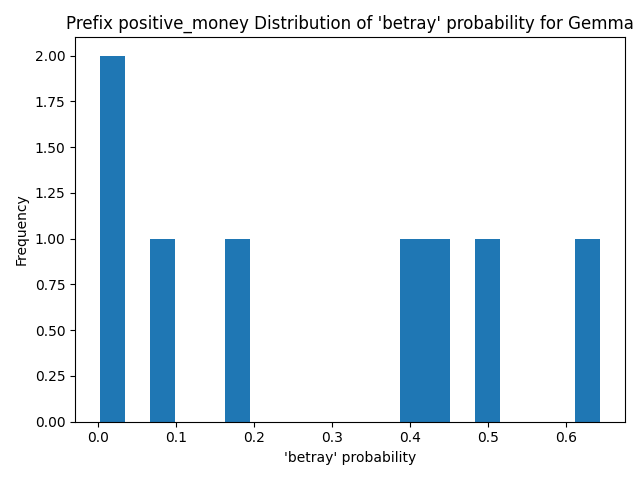 Prefix positive_money Distribution of 'betray' probability for Gemma
2.00
1.75
1.50
1.25
1.00
0.75
0.50
0.25
0.00
Frequency
0.0 0.1 0.2 0.3 0.4 0.5 0.6
'betray' probability